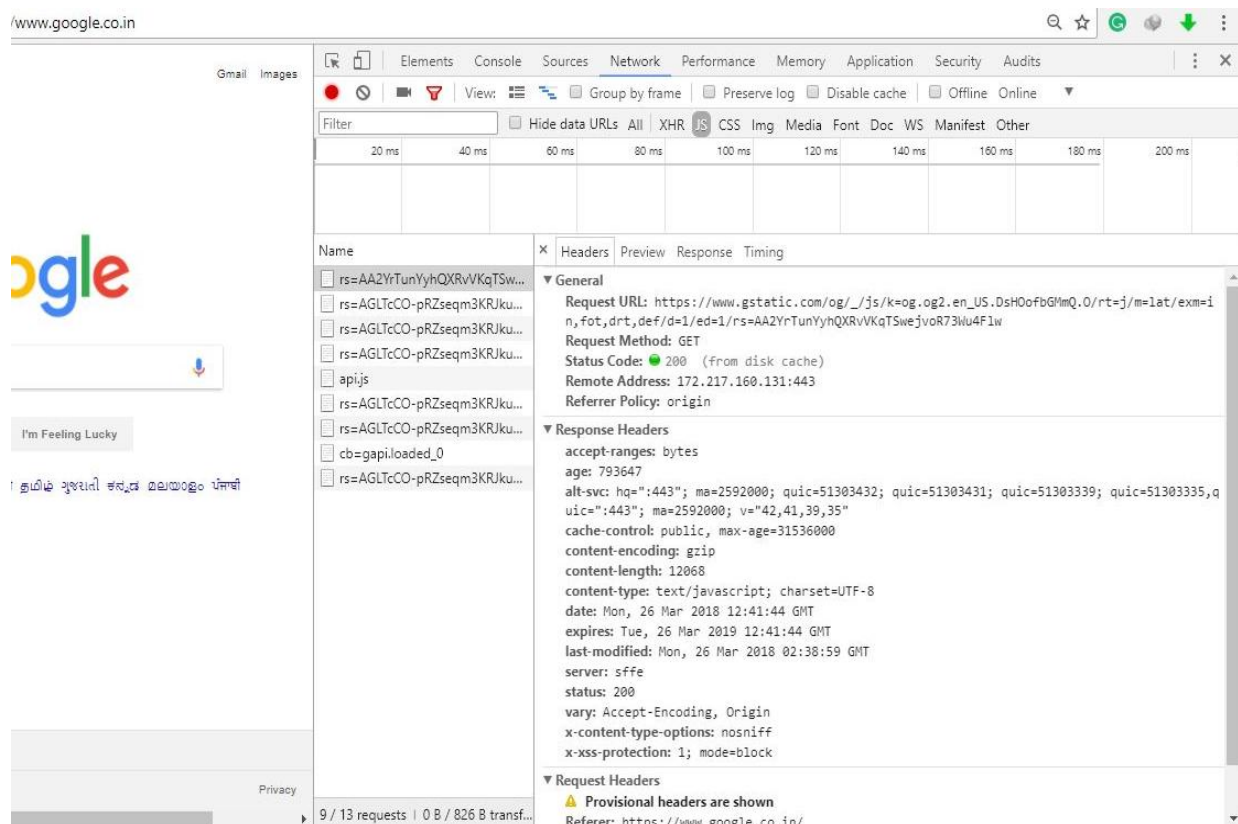 /www.google.co.in
Gmail Images
ogle
I'm Feeling Lucky
தமிழ் ગુજરાતી ಕನ್ನಡ മലയാളം ਪੰਜਾਬੀ
Privacy
Elements Console Sources Network Performance Memory Application Security Audits
View: Group by frame Preserve log Disable cache Offline Online
Filter Hide data URLs All XHR JS CSS Img Media Font Doc WS Manifest Other
20 ms 40 ms 60 ms 80 ms 100 ms 120 ms 140 ms 160 ms 180 ms 200 ms
Name
rs=AA2YrTunYyhQXRvVKqTSw...
rs=AGLTcCO-pRZseqm3KRJku...
rs=AGLTcCO-pRZseqm3KRJku...
rs=AGLTcCO-pRZseqm3KRJku...
api.js
rs=AGLTcCO-pRZseqm3KRJku...
rs=AGLTcCO-pRZseqm3KRJku...
cb=gapi.loaded_0
rs=AGLTcCO-pRZseqm3KRJku...
9 / 13 requests | 0 B / 826 B transf...
Headers Preview Response Timing
General
Request URL: https://www.gstatic.com/og/_/js/k=og.og2.en_US.DsHOofbGMmQ.O/rt=j/m=lat/exm=i
n,fot,drt,def/d=1/ed=1/rs=AA2YrTunYyhQXRvVKqTSwejvoR73Wu4Flw
Request Method: GET
Status Code: 200 (from disk cache)
Remote Address: 172.217.160.131:443
Referrer Policy: origin
Response Headers
accept-ranges: bytes
age: 793647
alt-svc: hq=":443"; ma=2592000; quic=51303432; quic=51303431; quic=51303339; quic=51303335,q
uic=":443"; ma=2592000; v="42,41,39,35"
cache-control: public, max-age=31536000
content-encoding: gzip
content-length: 12068
content-type: text/javascript; charset=UTF-8
date: Mon, 26 Mar 2018 12:41:44 GMT
expires: Tue, 26 Mar 2019 12:41:44 GMT
last-modified: Mon, 26 Mar 2018 02:38:59 GMT
server: sffe
status: 200
vary: Accept-Encoding, Origin
x-content-type-options: nosniff
x-xss-protection: 1; mode=block
Request Headers
Provisional headers are shown
Referer: https://www.google.co.in/